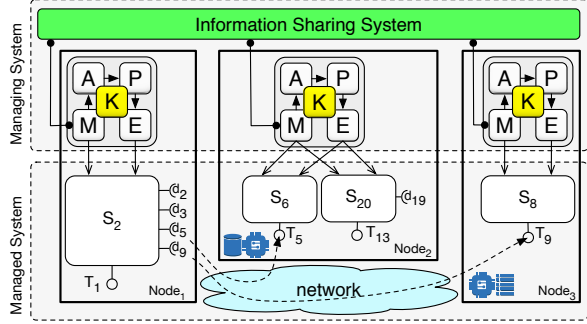 Information Sharing System
Managing System
A P
K
M E
A P
K
M E
A P
K
M E
Managed System
S2
d2
d3
d5
d9
T1
Node1
S6
S20
d19
T5
T13
Node2
S8
T9
Node3
network